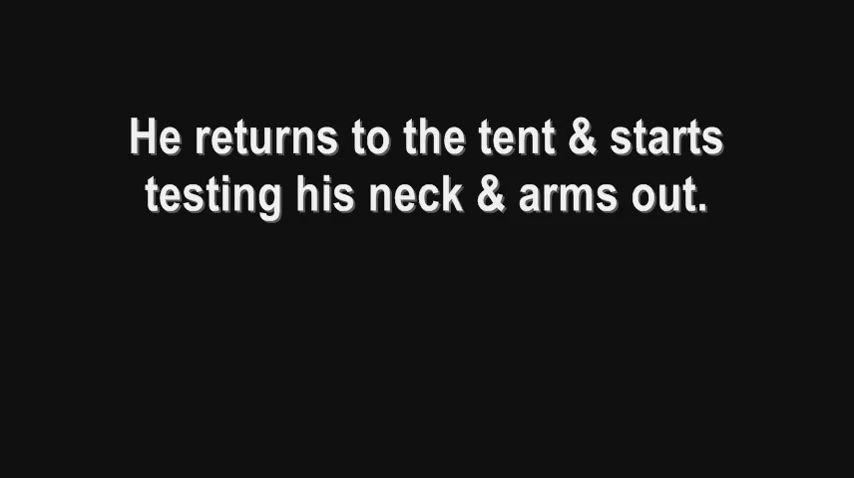 He returns to the tent & starts
testing his neck & arms out.